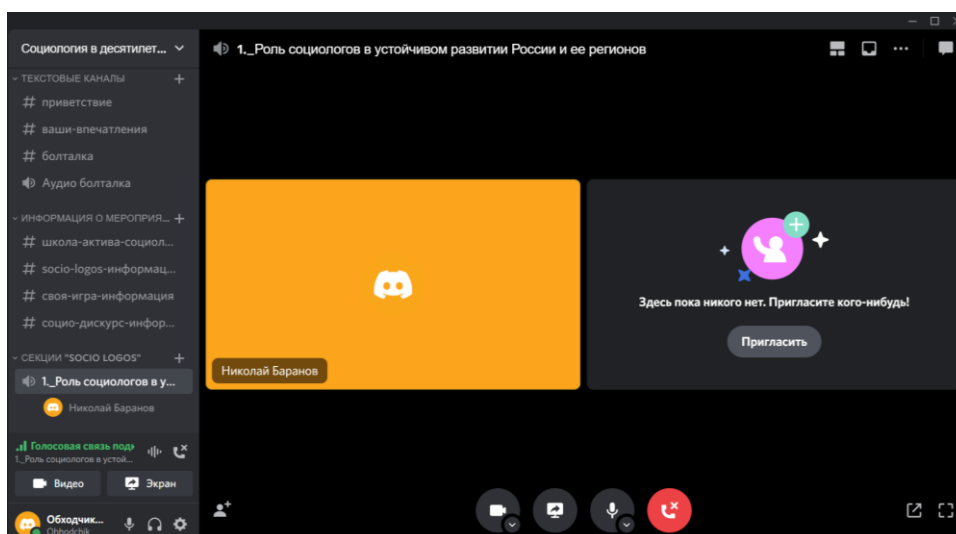 Социология в десятилет...
1._Роль социологов в устойчивом развитии России и ее регионов
ТЕКСТОВЫЕ КАНАЛЫ
приветствие
ваши-впечатления
болталка
Аудио болталка
ИНФОРМАЦИЯ О МЕРОПРИЯ...
школа-актива-социол...
socio-logos-информац...
своя-игра-информация
социо-дискурс-инфор...
СЕКЦИИ "SOCIO LOGOS"
1._Роль социологов в у...
Николай Баранов
Голосовая связь подк
1._Роль социологов в устой...
Видео
Экран
Обходчик...
Obhodchik
Николай Баранов
Здесь пока никого нет. Пригласите кого-нибудь!
Пригласить